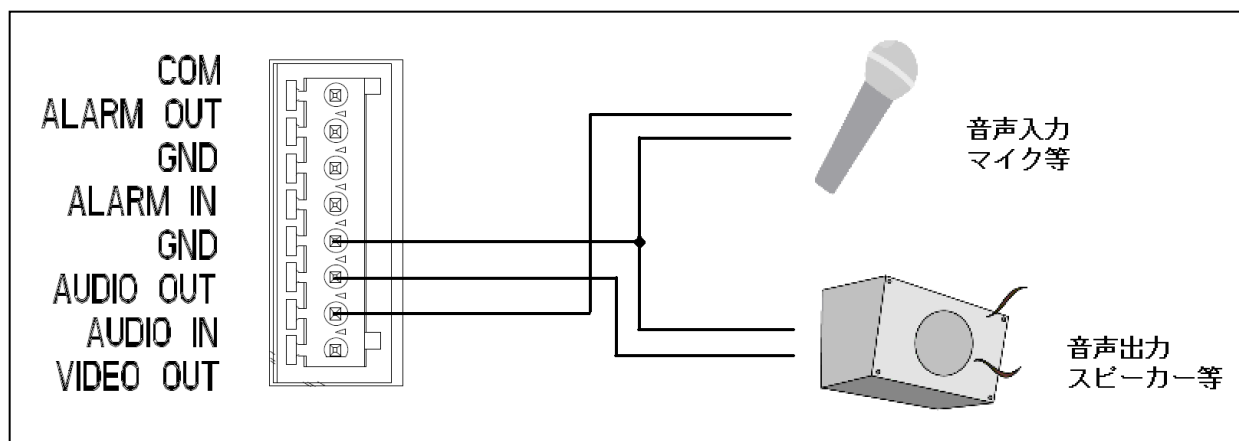 COM
ALARM OUT
GND
ALARM IN
GND
AUDIO OUT
AUDIO IN
VIDEO OUT
音声入力
マイク等
音声出力
スピーカー等